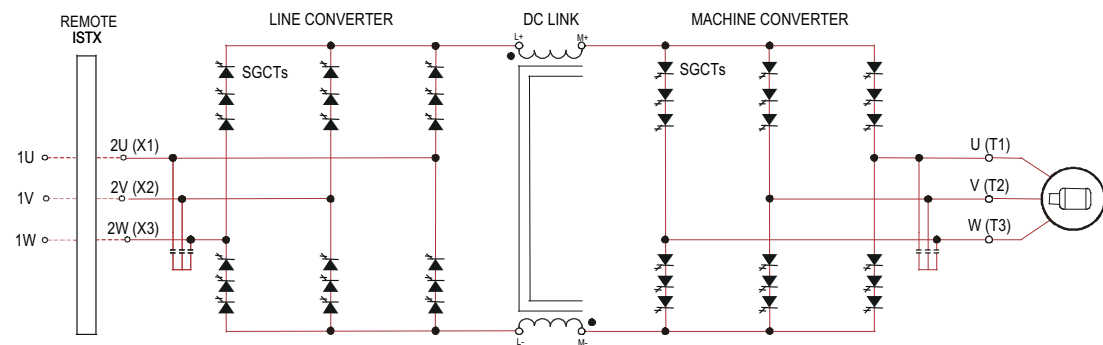 REMOTE
ISTX
LINE CONVERTER
DC LINK
MACHINE CONVERTER
L+
M+
SGCTs
SGCTs
1U
2U (X1)
U (T1)
1V
2V (X2)
V (T2)
1W
2W (X3)
W (T3)
L-
M-